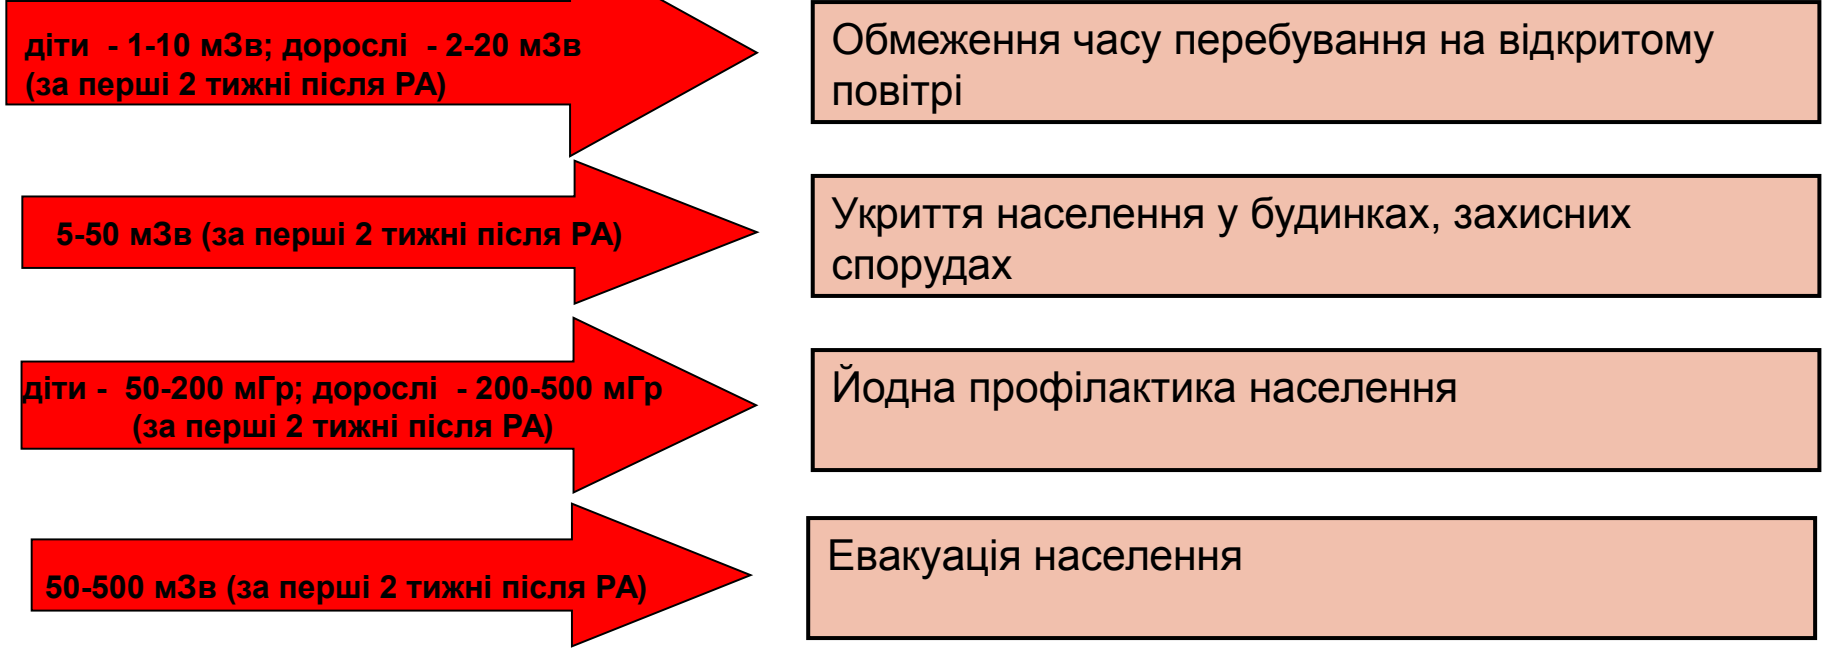 діти - 1-10 мЗв; дорослі - 2-20 мЗв
(за перші 2 тижні після РА)
Обмеження часу перебування на відкритому
повітрі
5-50 мЗв (за перші 2 тижні після РА)
Укриття населення у будинках, захисних
спорудах
діти - 50-200 мГр; дорослі - 200-500 мГр
(за перші 2 тижні після РА)
Йодна профілактика населення
50-500 мЗв (за перші 2 тижні після РА)
Евакуація населення